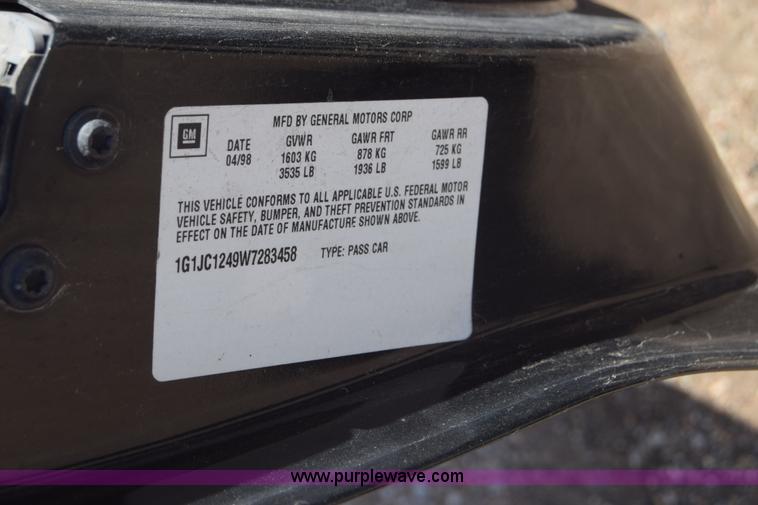 GM
MFD BY GENERAL MOTORS CORP
DATE GVWR GAWR FRT GAWR RR
04/98 1603 KG 878 KG 725 KG
3535 LB 1936 LB 1599 LB
THIS VEHICLE CONFORMS TO ALL APPLICABLE U.S. FEDERAL MOTOR
VEHICLE SAFETY, BUMPER, AND THEFT PREVENTION STANDARDS IN
EFFECT ON THE DATE OF MANUFACTURE SHOWN ABOVE.
1G1JC1249W7283458 TYPE: PASS CAR
www.purplewave.com